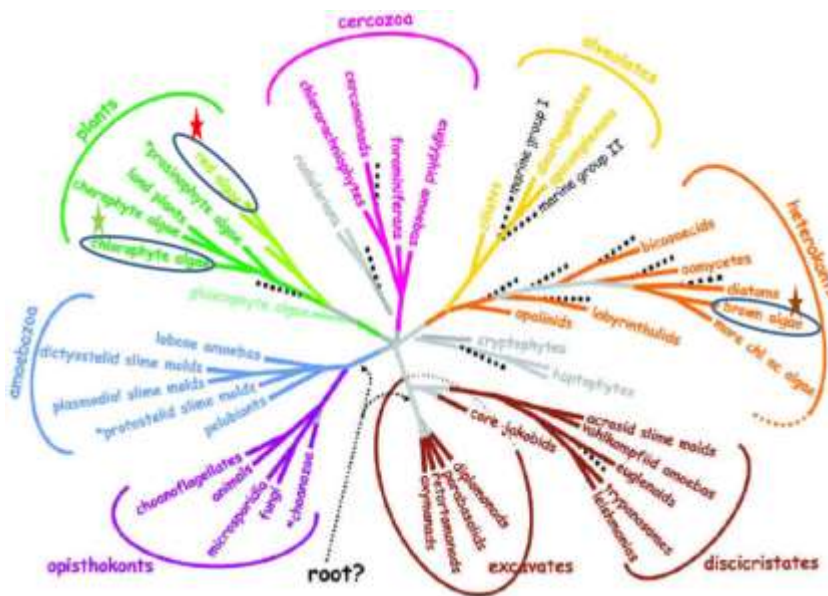 cercozoa
cercomonads
chlorarachniophytes
foraminiferans
euglyphid amoebas
radiolarians
alveolates
marine group I
dinoflagellates
marine group II
ciliates
plants
red algae
*prasinophyte algae
land plants
charophyte algae
chlorophyte algae
glaucophyte algae
heterokonts
bicosoecids
oomycetes
diatoms
brown algae
more chl ac algae
labyrinthulids
opalinids
cryptophytes
haptophytes
amoebozoa
lobose amoebas
dictyostelid slime molds
plasmodial slime molds
*protostelid slime molds
pelobionts
opisthokonts
choanoflagellates
animals
microsporidia
fungi
*choanozoa
root?
excavates
core jakobids
diplomonads
parabasalids
retortamonads
oxymonads
discicristates
acrasid slime molds
vahlkampfiid amoebas
euglenoids
trypanosomes
leishmanias